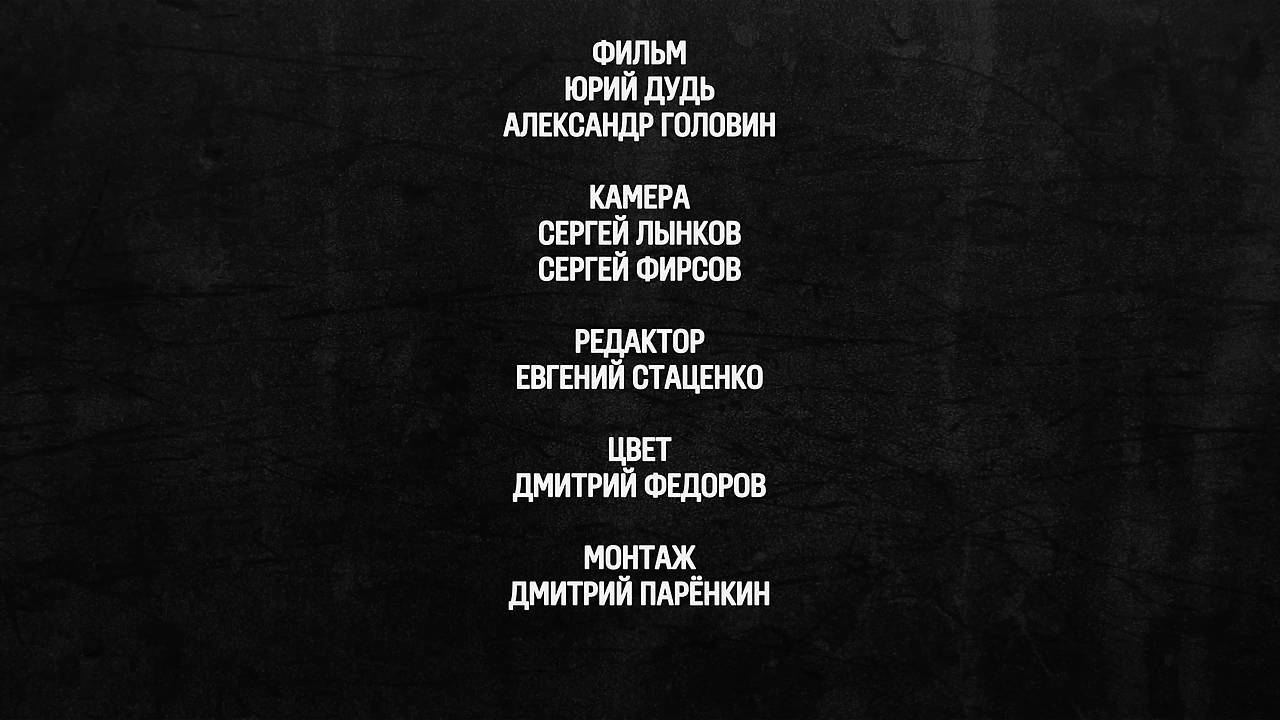 ФИЛЬМ
ЮРИЙ ДУДЬ
АЛЕКСАНДР ГОЛОВИН
КАМЕРА
СЕРГЕЙ ЛЫНКОВ
СЕРГЕЙ ФИРСОВ
РЕДАКТОР
ЕВГЕНИЙ СТАЦЕНКО
ЦВЕТ
ДМИТРИЙ ФЕДОРОВ
МОНТАЖ
ДМИТРИЙ ПАРЁНКИН